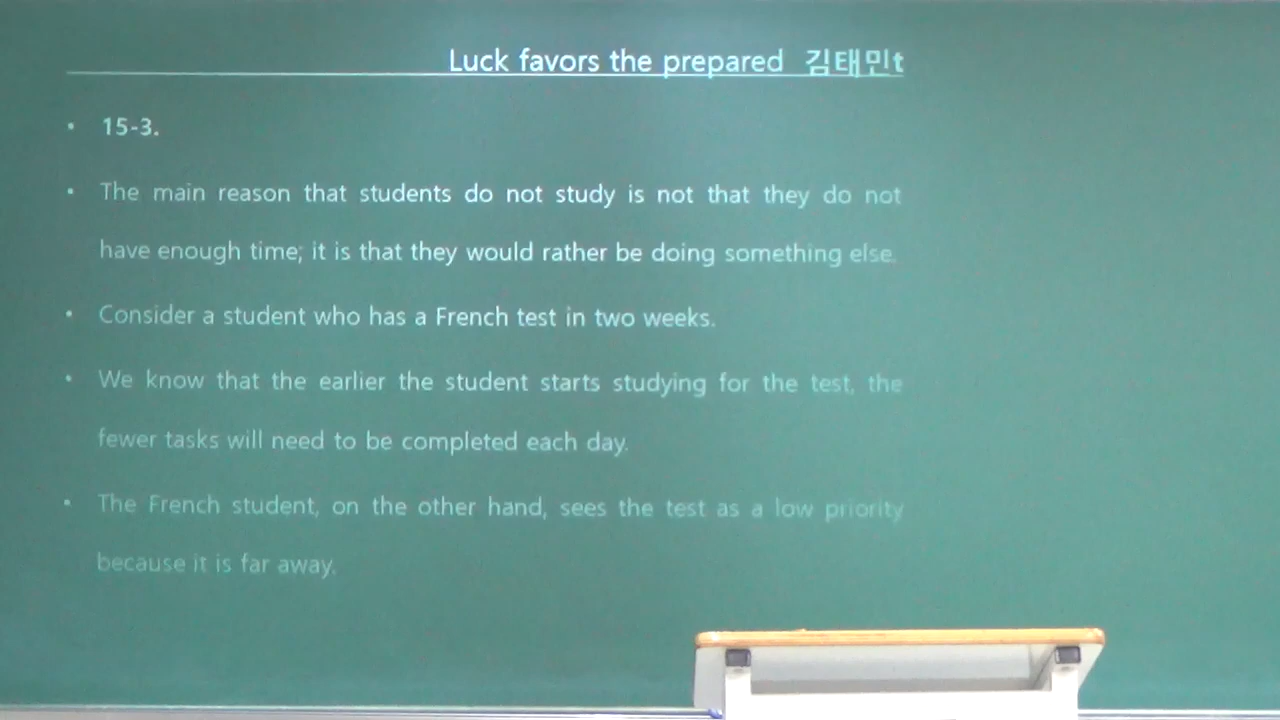 Luck favors the prepared 김태민t
• 15-3.
• The main reason that students do not study is not that they do not
have enough time; it is that they would rather be doing something else.
• Consider a student who has a French test in two weeks.
• We know that the earlier the student starts studying for the test, the
fewer tasks will need to be completed each day.
• The French student, on the other hand, sees the test as a low priority
because it is far away.